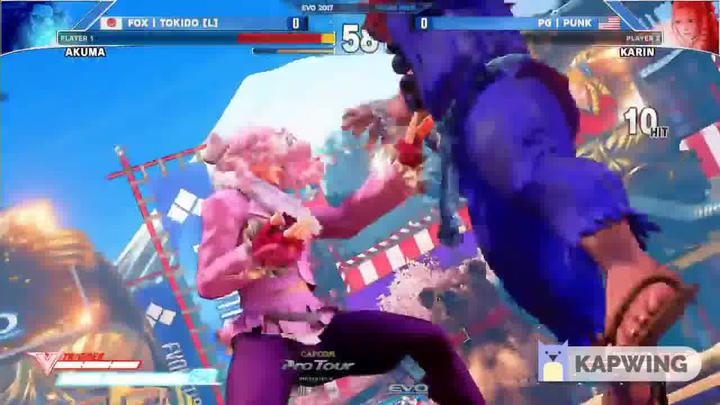 EVO 2017
FOX | TOKIDO [L] 0
0 PG | PUNK
PLAYER 1
58
PLAYER 2
AKUMA
KARIN
10 HIT
TRIGGER
CAPCOM
Pro Tour
EVO
KAPWING